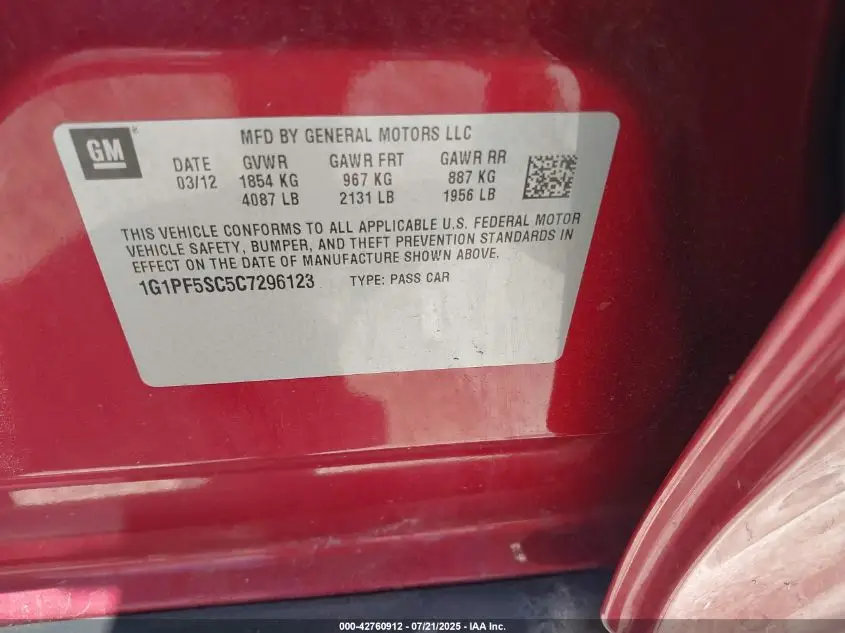 GM
MFD BY GENERAL MOTORS LLC
DATE GVWR GAWR FRT GAWR RR
03/12 1854 KG 967 KG 887 KG
4087 LB 2131 LB 1956 LB
THIS VEHICLE CONFORMS TO ALL APPLICABLE U.S. FEDERAL MOTOR
VEHICLE SAFETY, BUMPER, AND THEFT PREVENTION STANDARDS IN
EFFECT ON THE DATE OF MANUFACTURE SHOWN ABOVE.
1G1PF5SC5C7296123 TYPE: PASS CAR
000-42760912 - 07/21/2025 - IAA Inc.